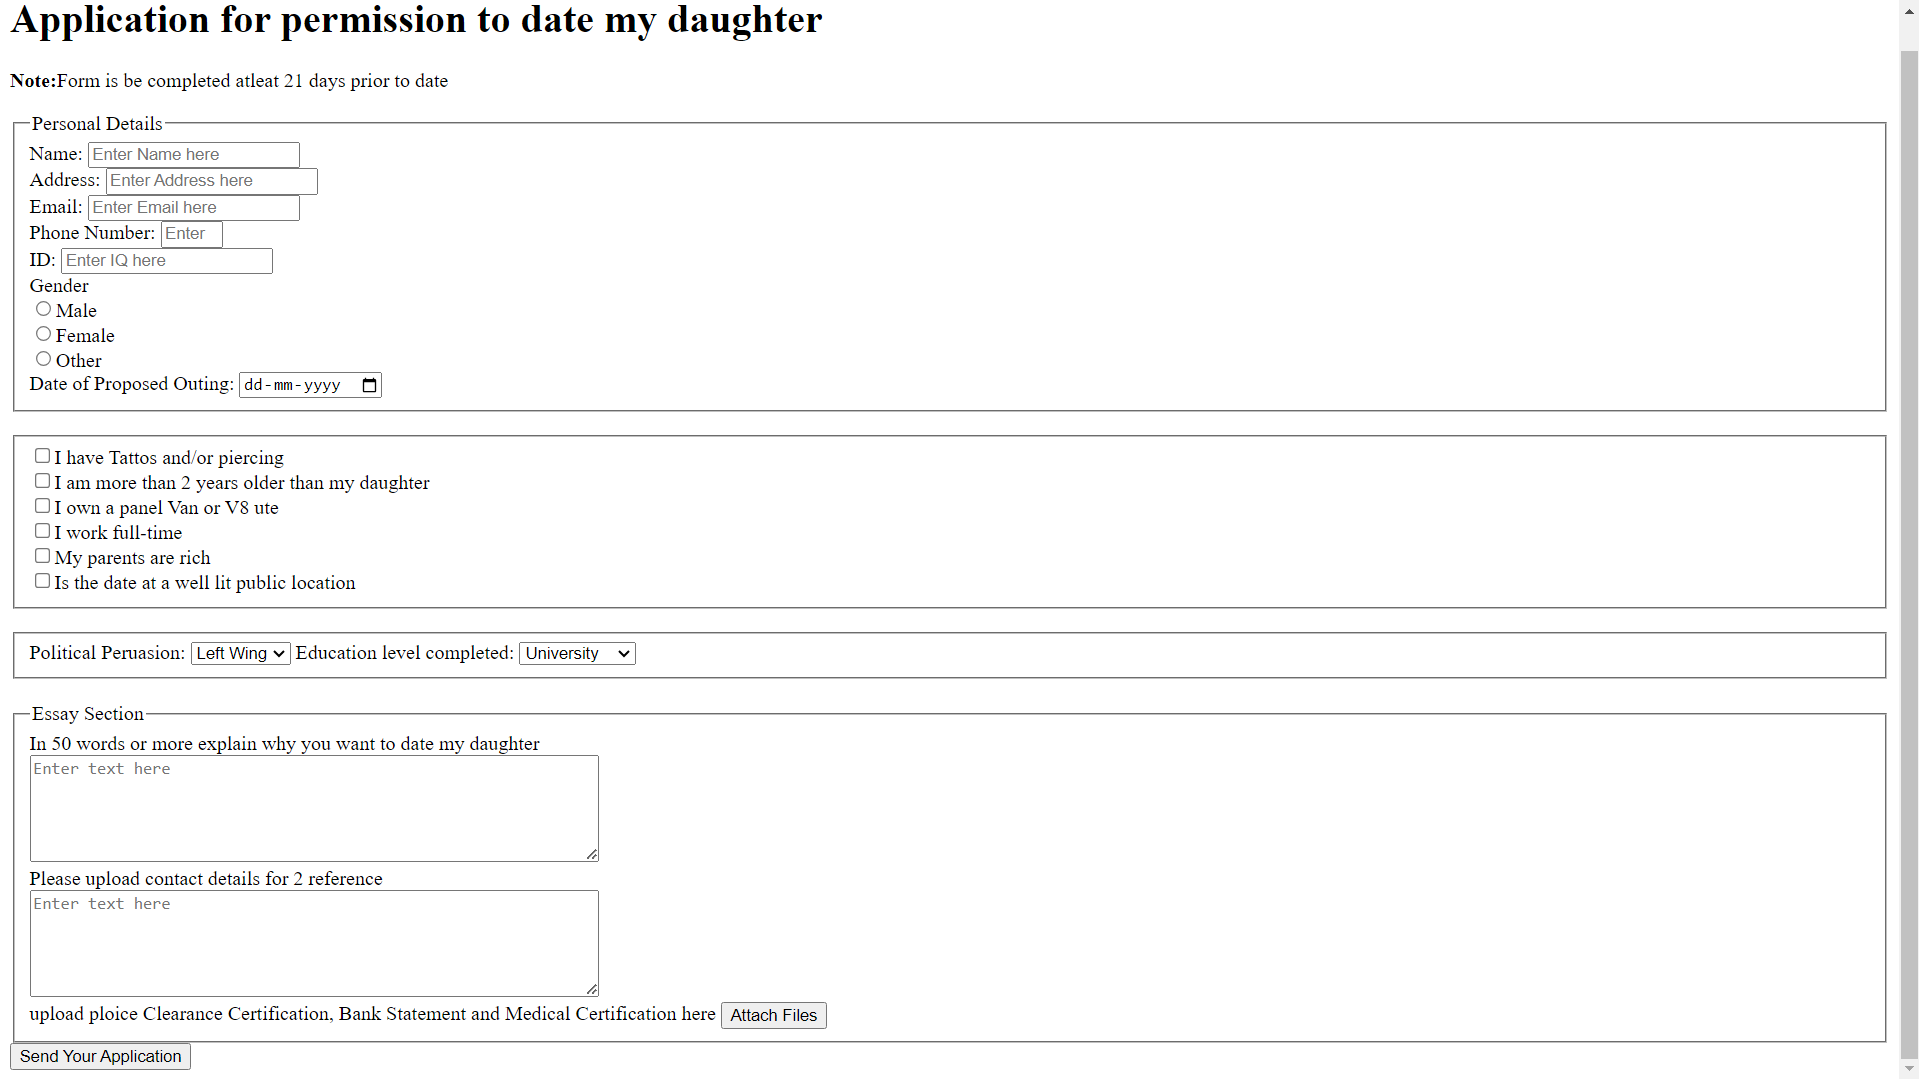 Application for permission to date my daughter
Note:Form is be completed atleat 21 days prior to date
Personal Details
Name: Enter Name here
Address: Enter Address here
Email: Enter Email here
Phone Number: Enter
ID: Enter IQ here
Gender
Male
Female
Other
Date of Proposed Outing: dd-mm-yyyy
I have Tattos and/or piercing
I am more than 2 years older than my daughter
I own a panel Van or V8 ute
I work full-time
My parents are rich
Is the date at a well lit public location
Political Peruasion: Left Wing Education level completed: University
Essay Section
In 50 words or more explain why you want to date my daughter
Enter text here
Please upload contact details for 2 reference
Enter text here
upload ploice Clearance Certification, Bank Statement and Medical Certification here Attach Files
Send Your Application